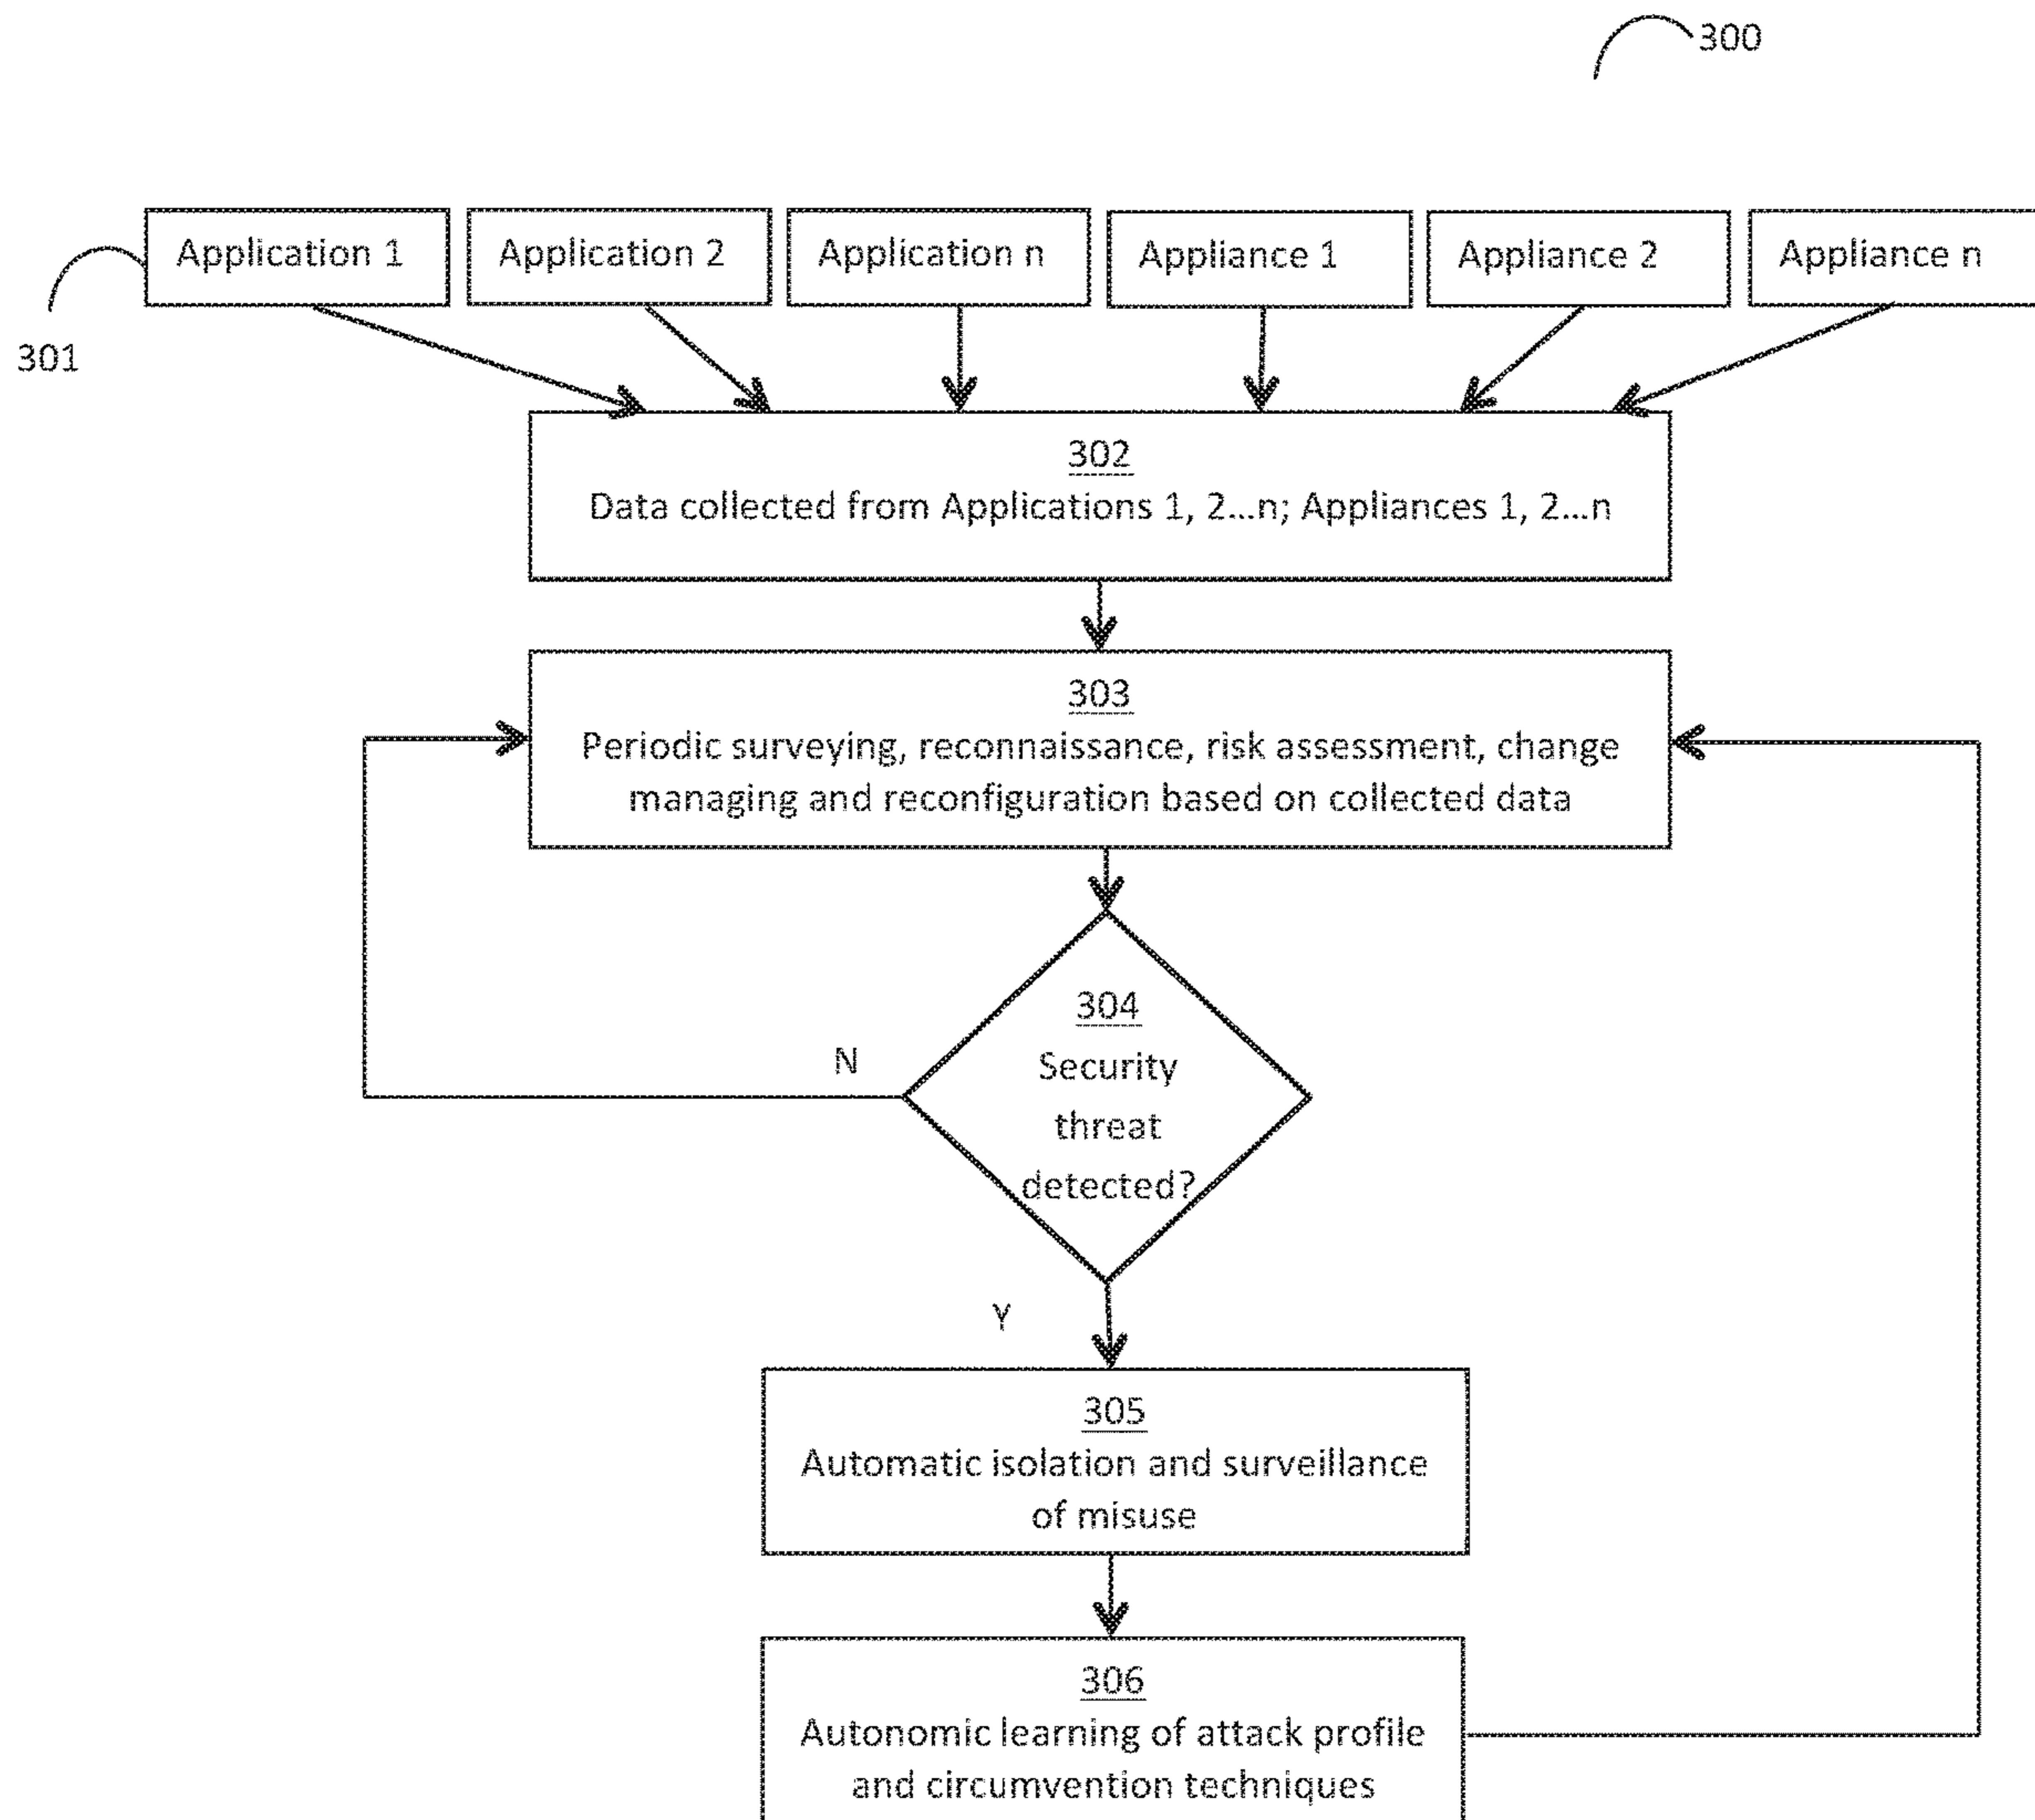 300
Application 1
Application 2
Application n
Appliance 1
Appliance 2
Appliance n
301
302
Data collected from Applications 1, 2...n; Appliances 1, 2...n
303
Periodic surveying, reconnaissance, risk assessment, change
managing and reconfiguration based on collected data
304
Security
threat
detected?
N
Y
305
Automatic isolation and surveillance
of misuse
306
Autonomic learning of attack profile
and circumvention techniques